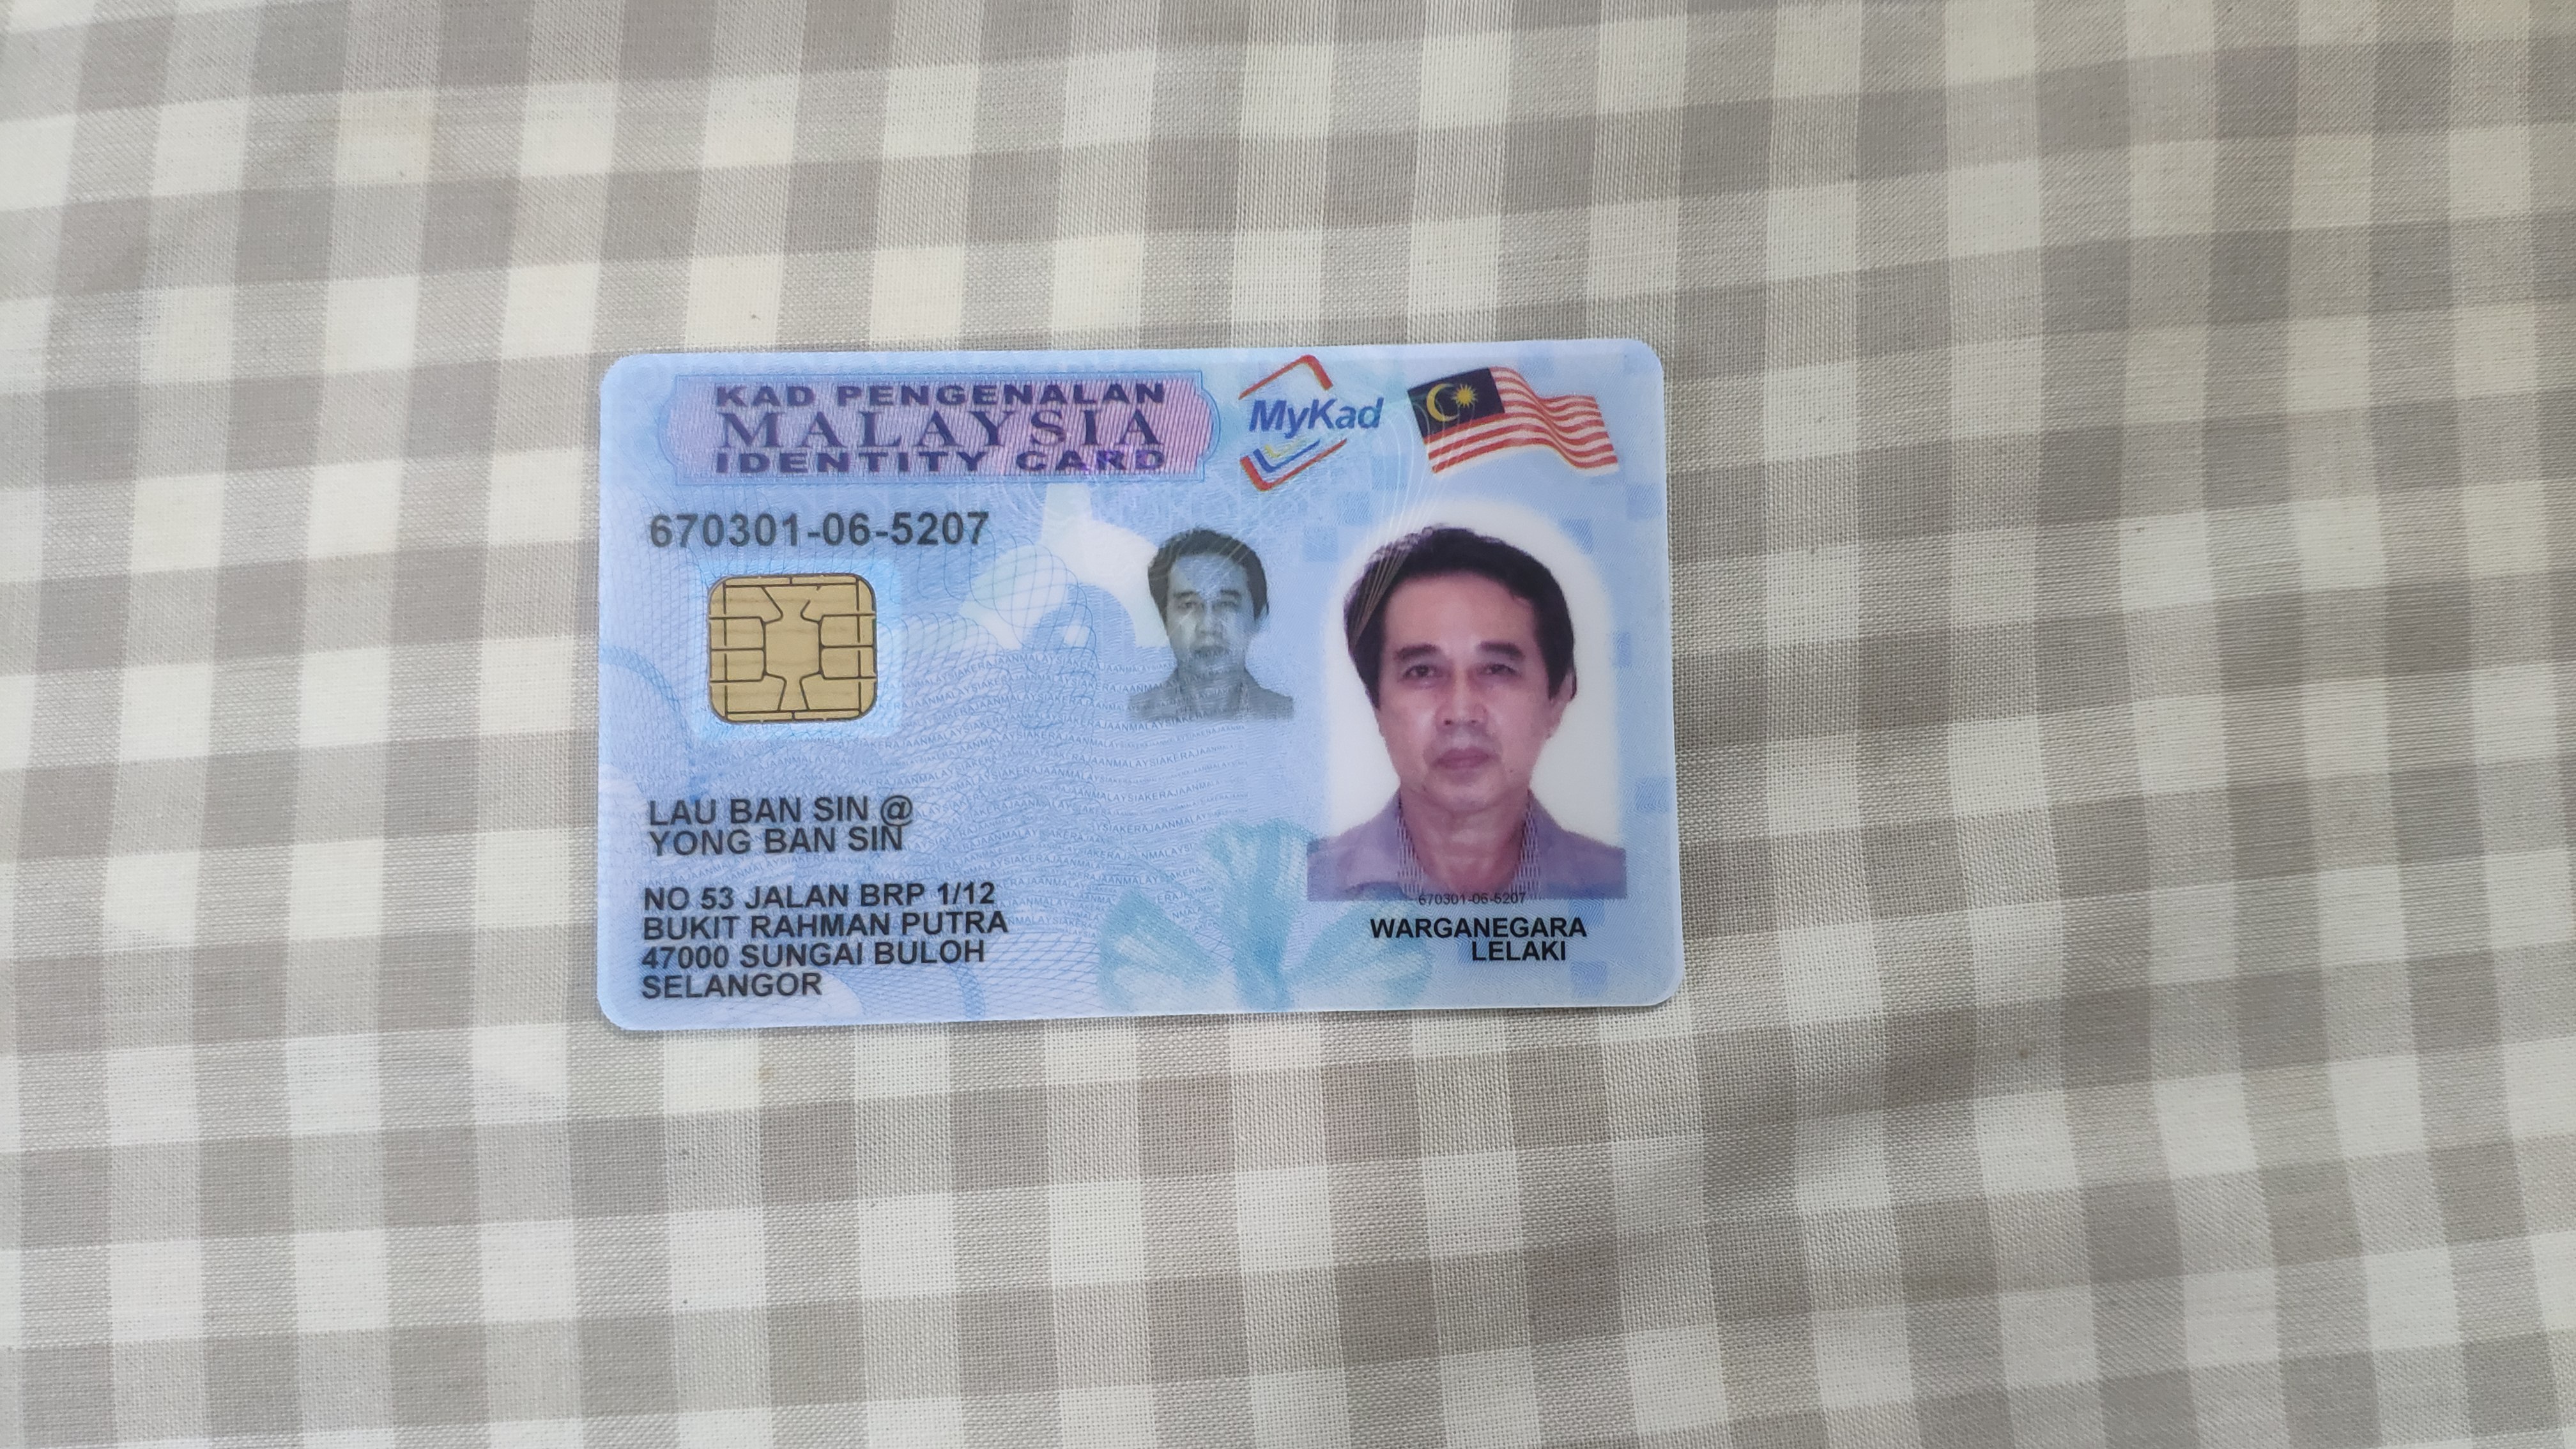 KAD PENGENALAN
MALAYSIA
IDENTITY CARD
MyKad
670301-06-5207
LAU BAN SIN @
YONG BAN SIN
NO 53 JALAN BRP 1/12
BUKIT RAHMAN PUTRA
47000 SUNGAI BULOH
SELANGOR
670301-06-5207
WARGANEGARA
LELAKI